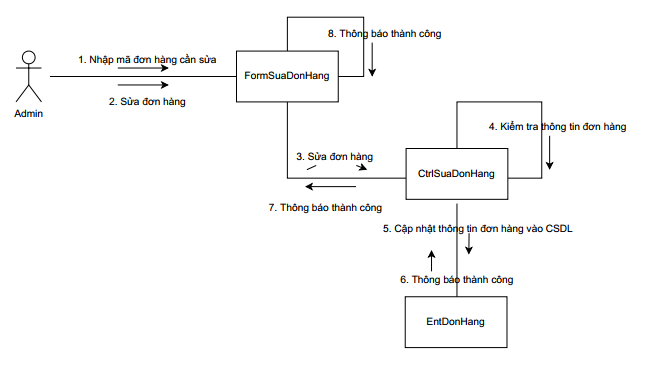 8. Thông báo thành công
1. Nhập mã đơn hàng cần sửa
FormSuaDonHang
2. Sửa đơn hàng
Admin
4. Kiểm tra thông tin đơn hàng
3. Sửa đơn hàng
CtrlSuaDonHang
7. Thông báo thành công
5. Cập nhật thông tin đơn hàng vào CSDL
6. Thông báo thành công
EntDonHang